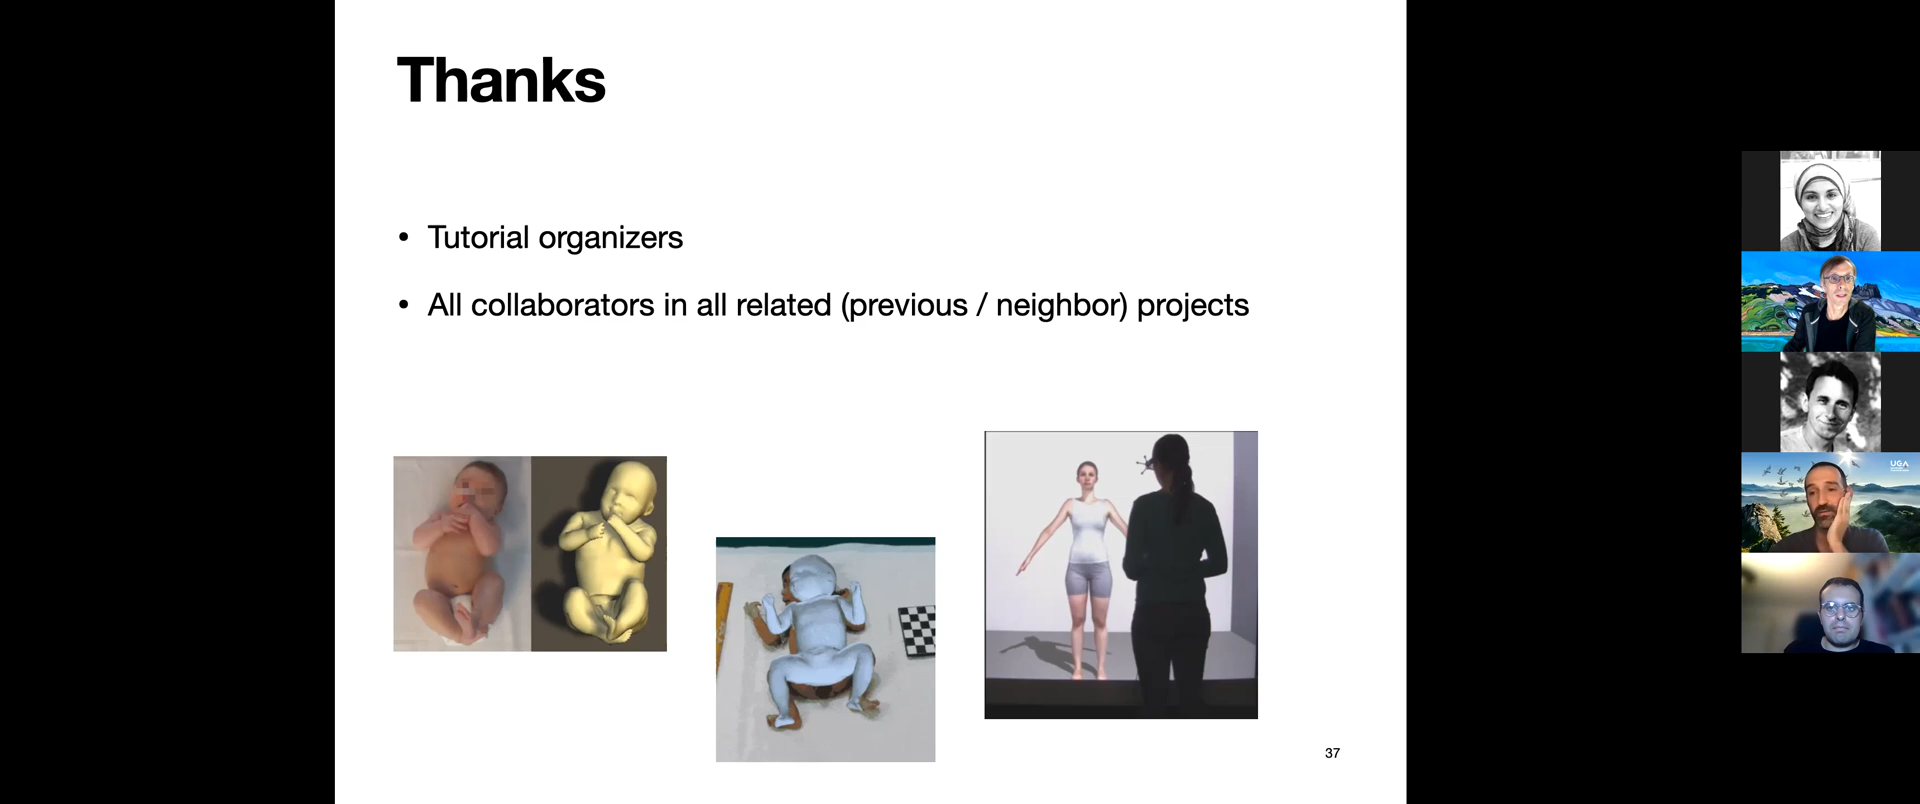 Thanks
• Tutorial organizers
• All collaborators in all related (previous / neighbor) projects
37
UGA